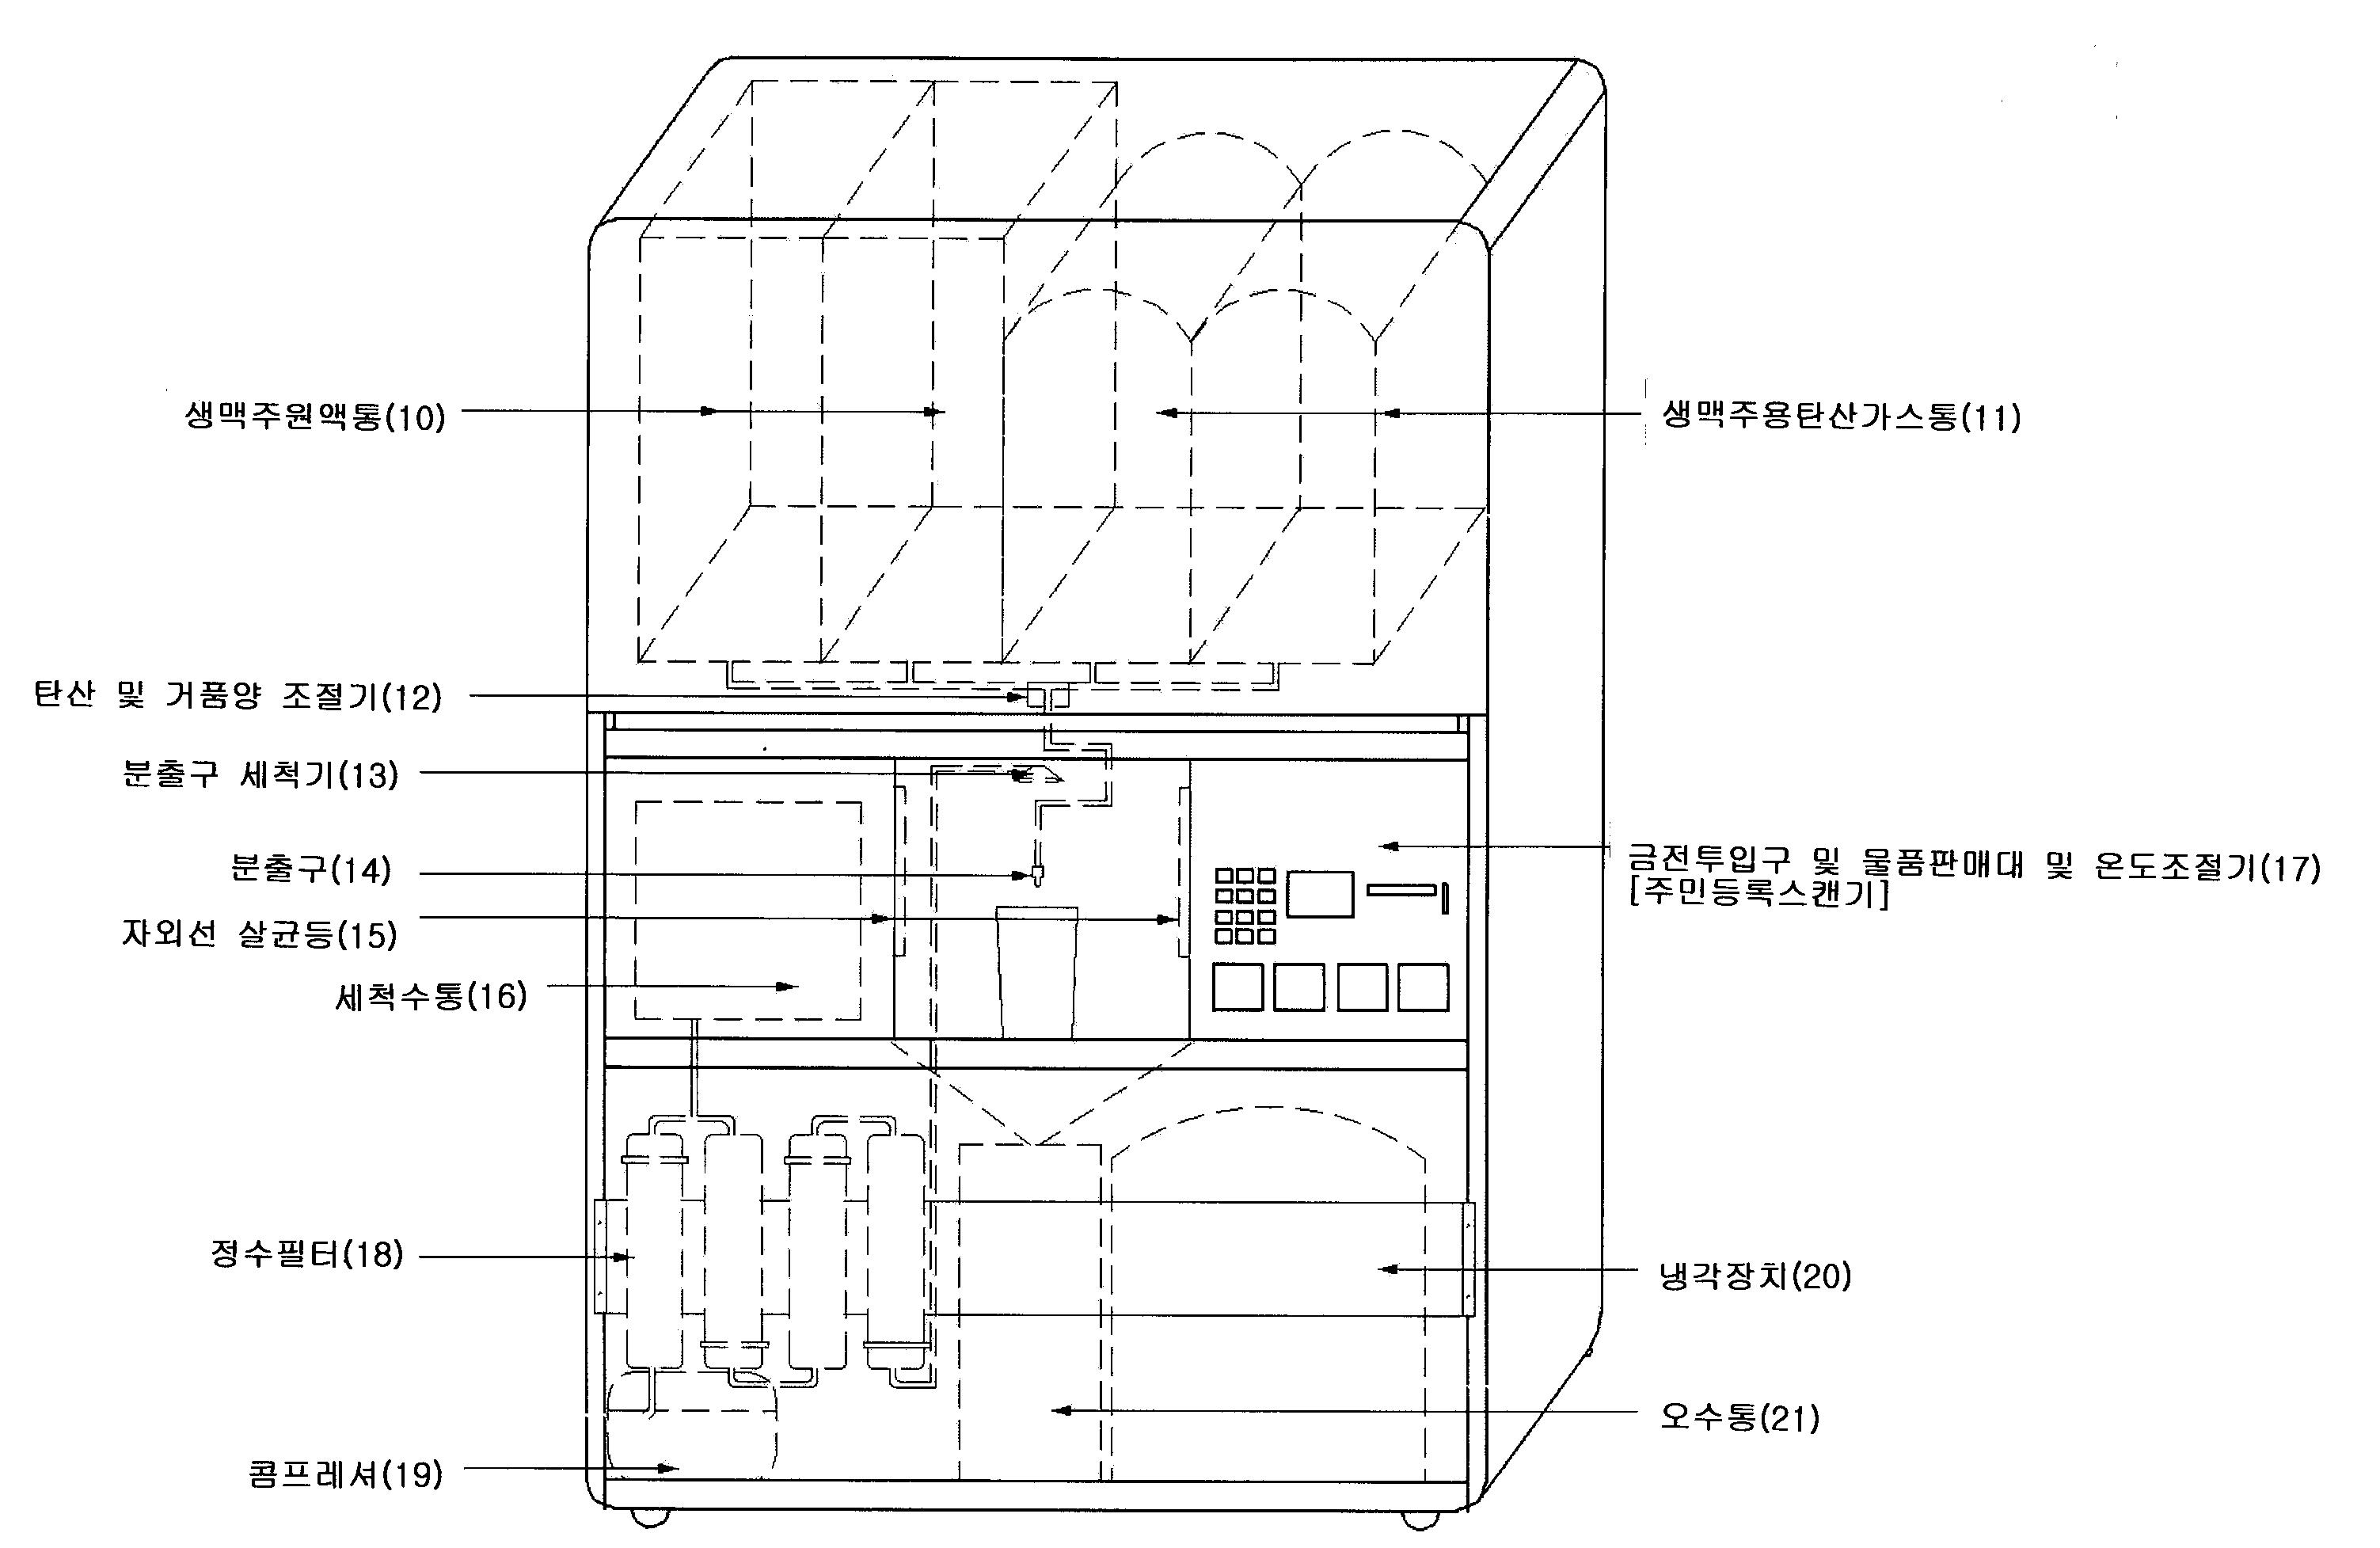 생맥주원액통(10)
생맥주용탄산가스통(11)
탄산 및 거품양 조절기(12)
분출구 세척기(13)
분출구(14)
금전투입구 및 물품판매대 및 온도조절기(17)
[주민등록스캔기]
자외선 살균등(15)
세척수통(16)
정수필터(18)
냉각장치(20)
오수통(21)
콤프레셔(19)